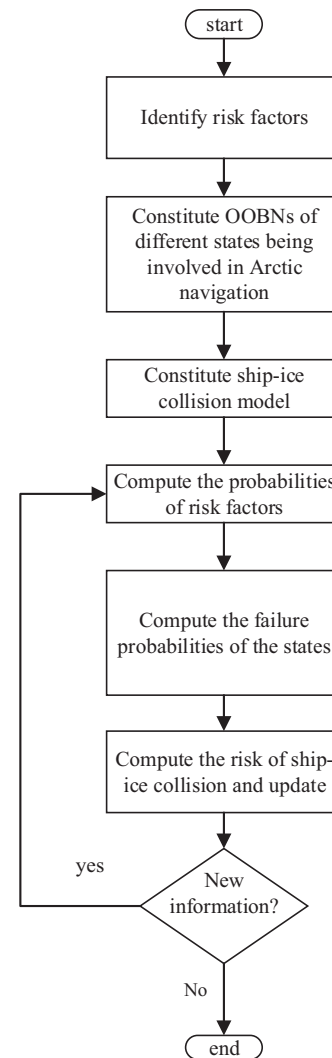 start
Identify risk factors
Constitute OOBNs of
different states being
involved in Arctic
navigation
Constitute ship-ice
collision model
Compute the probabilities
of risk factors
Compute the failure
probabilities of the states
Compute the risk of ship-
ice collision and update
yes
New
information?
No
end